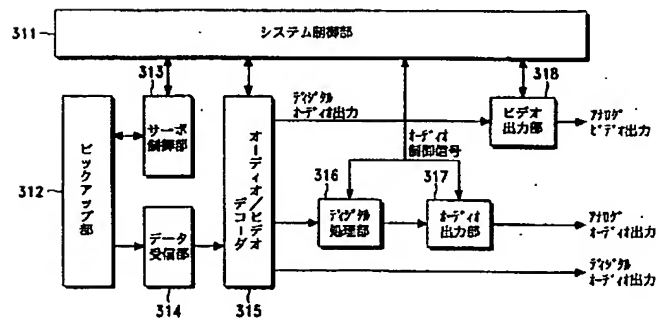 311
システム制御部
313
318
ディジタル
オーディオ出力
サーボ
制御部
ビデオ
出力部
アナログ
ビデオ出力
312
ピックアップ部
オーディオ/ビデオ
デコーダ
オーディオ
制御信号
316
317
データ
受信部
ディジタル
処理部
オーディオ
出力部
アナログ
オーディオ出力
ディジタル
オーディオ出力
314
315